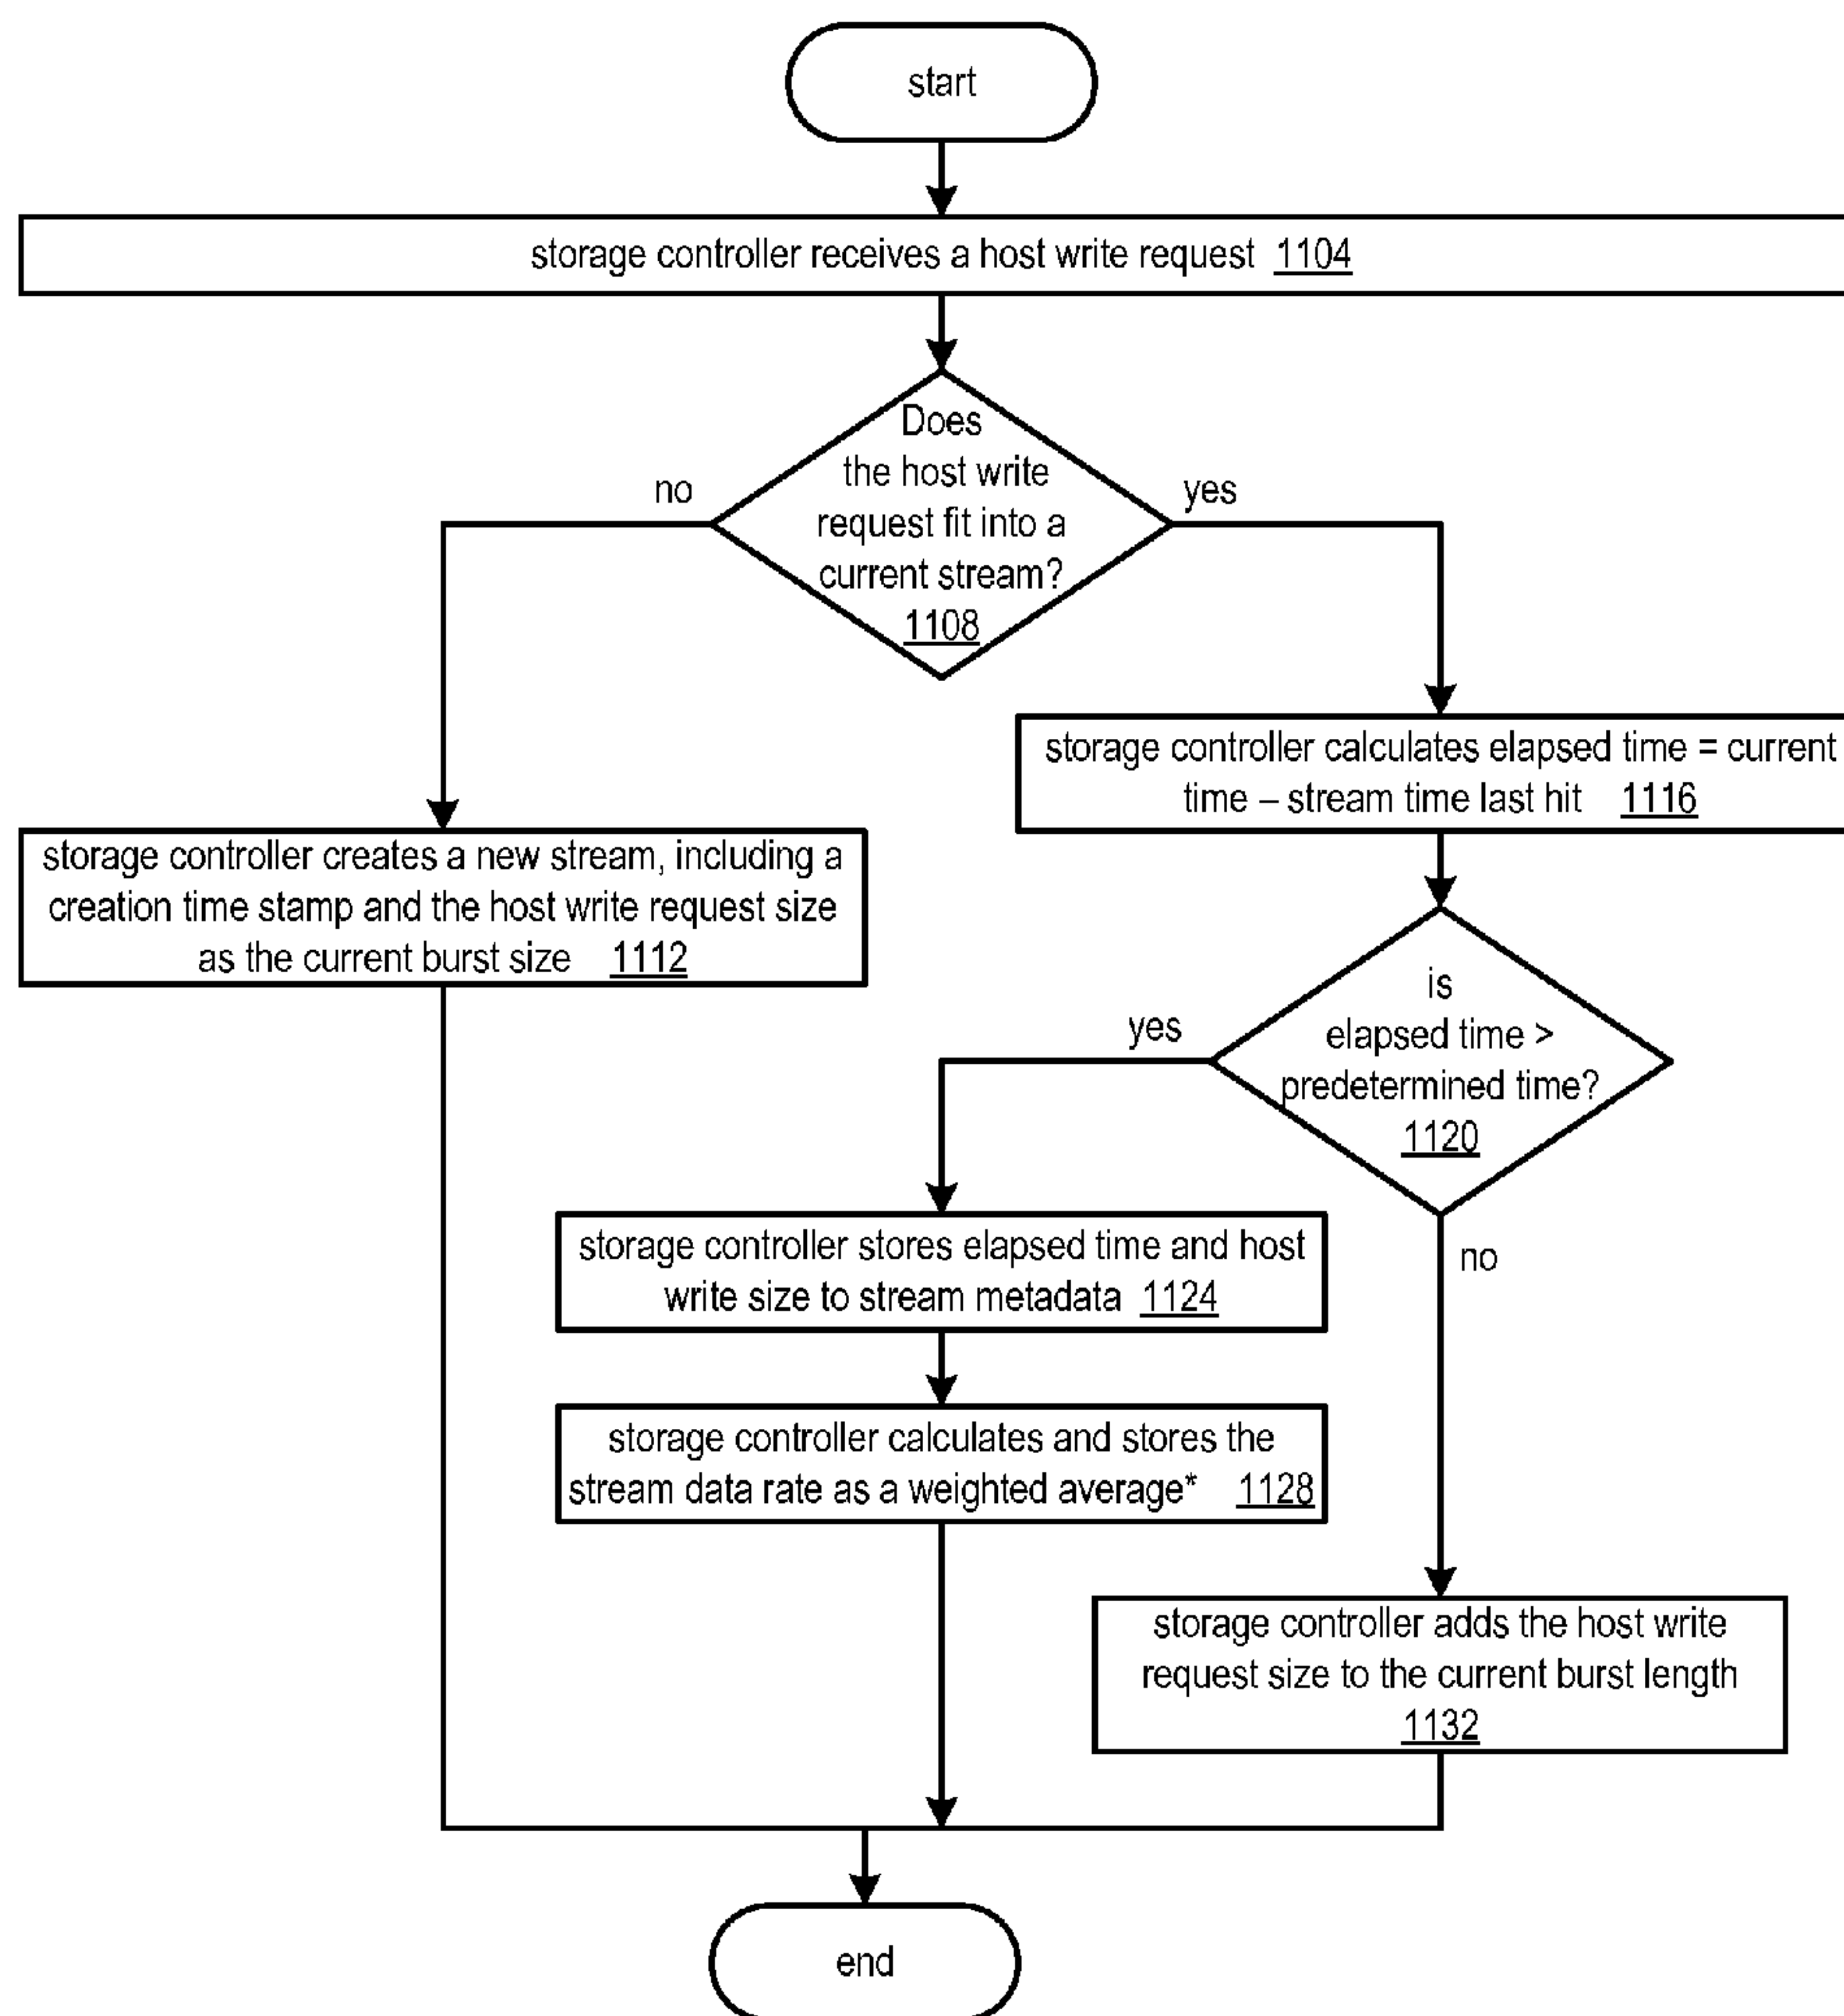 start
storage controller receives a host write request 1104
Does
the host write
request fit into a
current stream?
1108
no
yes
storage controller calculates elapsed time = current
time – stream time last hit 1116
storage controller creates a new stream, including a
creation time stamp and the host write request size
as the current burst size 1112
is
elapsed time >
predetermined time?
1120
yes
no
storage controller stores elapsed time and host
write size to stream metadata 1124
storage controller calculates and stores the
stream data rate as a weighted average* 1128
storage controller adds the host write
request size to the current burst length
1132
end